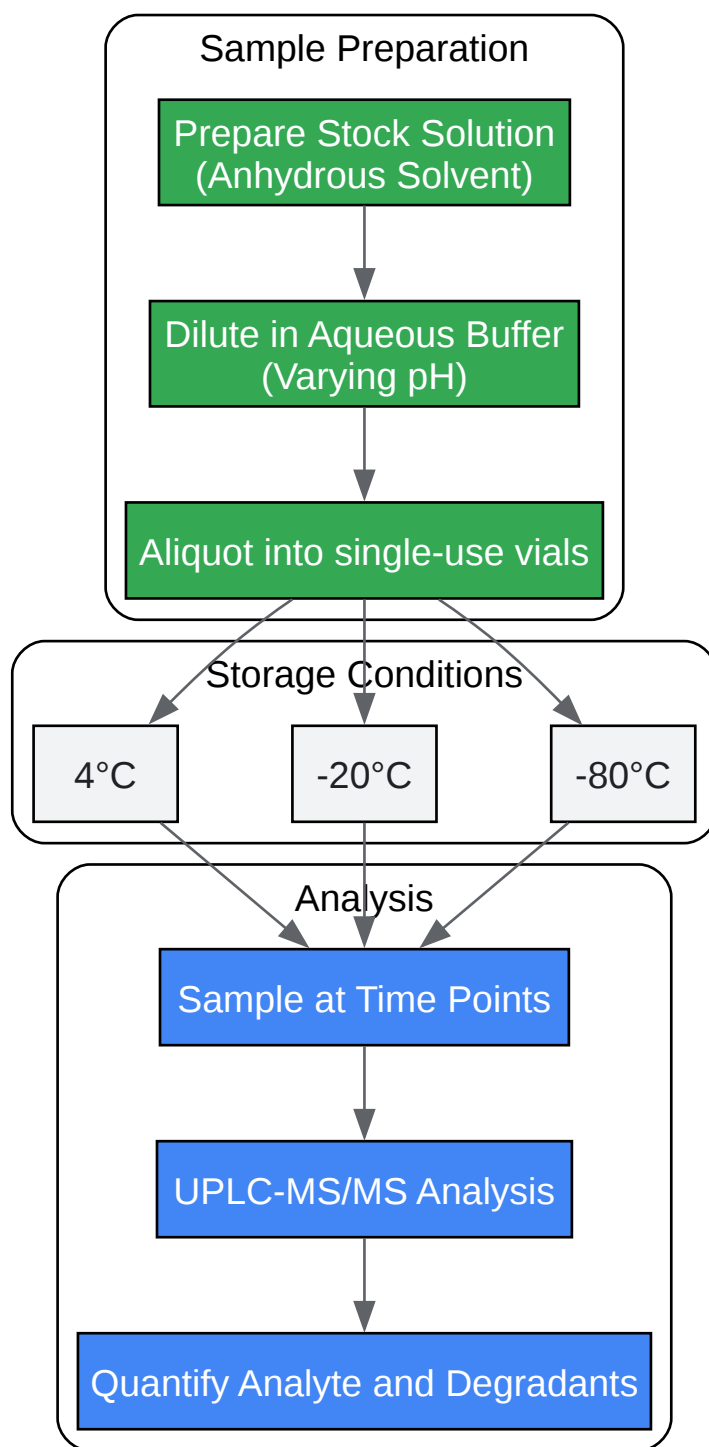 Sample Preparation
Prepare Stock Solution
(Anhydrous Solvent)
Dilute in Aqueous Buffer
(Varying pH)
Aliquot into single-use vials
Storage Conditions
4°C
-20°C
-80°C
Analysis
Sample at Time Points
UPLC-MS/MS Analysis
Quantify Analyte and Degradants